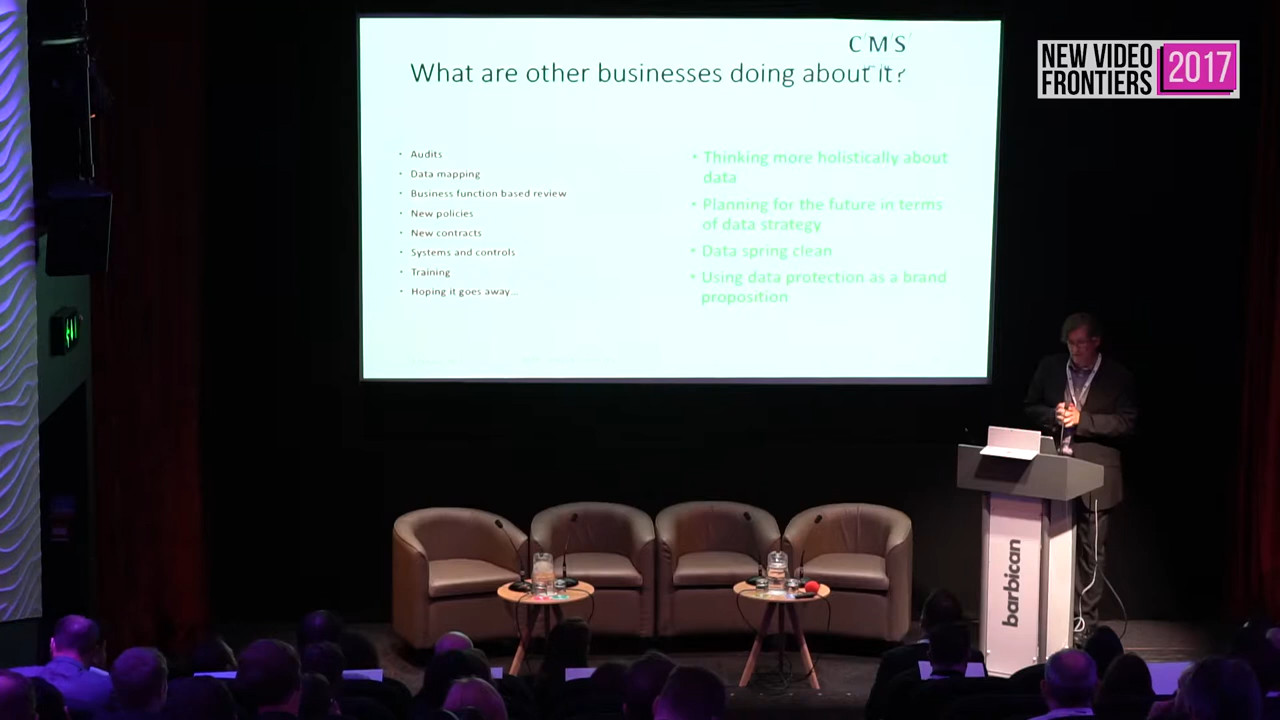 NEW VIDEO
FRONTIERS
2017
C'M'S'
What are other businesses doing about it?
· Audits
· Data mapping
· Business function based review
· New policies
· New contracts
· Systems and controls
· Training
· Hoping it goes away...
• Thinking more holistically about
data
• Planning for the future in terms
of data strategy
• Data spring clean
• Using data protection as a brand
proposition
barbican